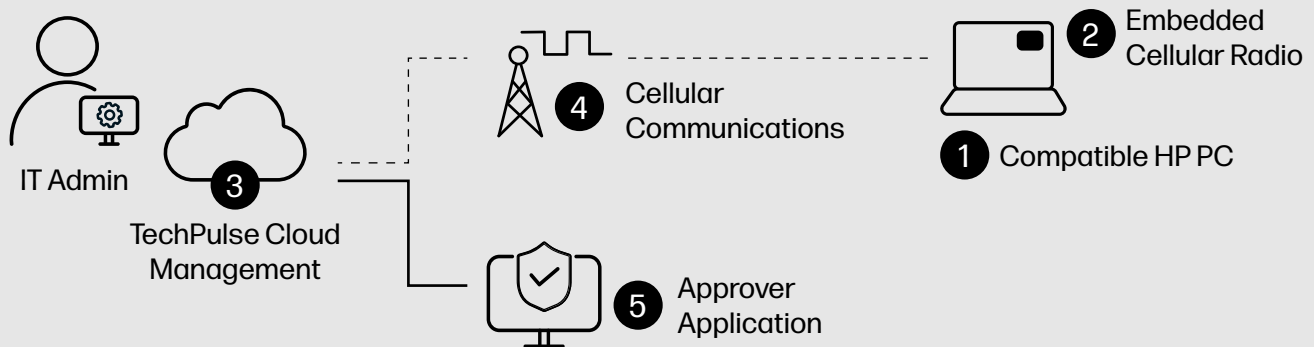 IT Admin
3
TechPulse Cloud
Management
4
Cellular
Communications
2
Embedded
Cellular Radio
1
Compatible HP PC
5
Approver
Application